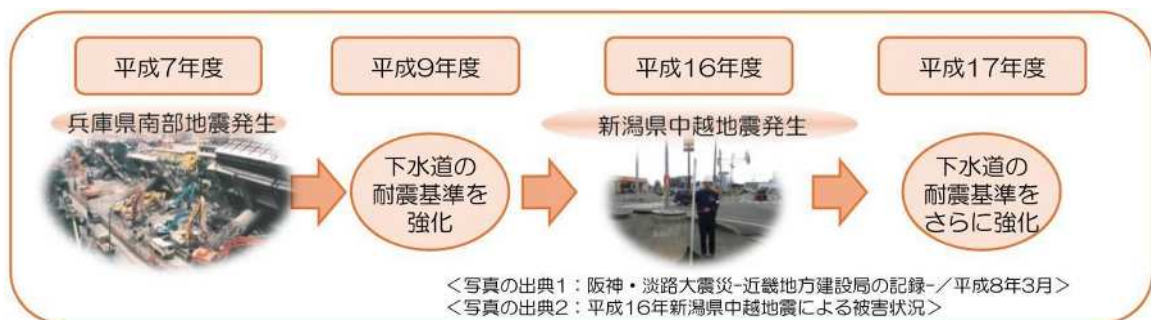 平成7年度
平成9年度
平成16年度
平成17年度
兵庫県南部地震発生
下水道の
耐震基準を
強化
新潟県中越地震発生
下水道の
耐震基準を
さらに強化
<写真の出典1：阪神・淡路大震災-近畿地方建設局の記録-／平成8年3月>
<写真の出典2：平成16年新潟県中越地震による被害状況>